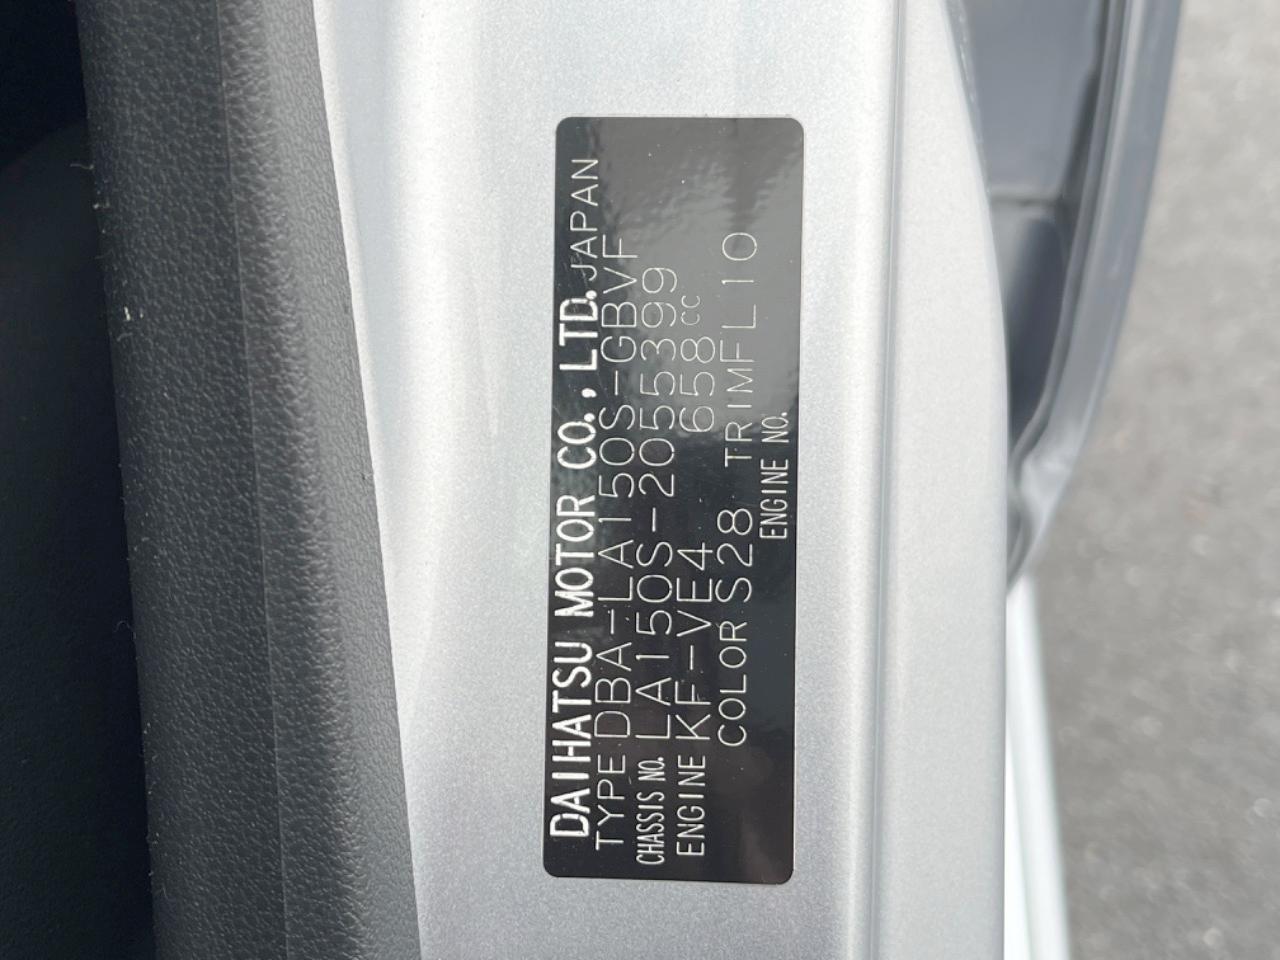 DAIHATSU MOTOR CO., LTD. JAPAN
TYPE DBA-LA150S-GBVF
CHASSIS NO. LA150S-2055399
ENGINE KF-VE4 658CC
COLOR S28 TRIM FL10
ENGINE NO.